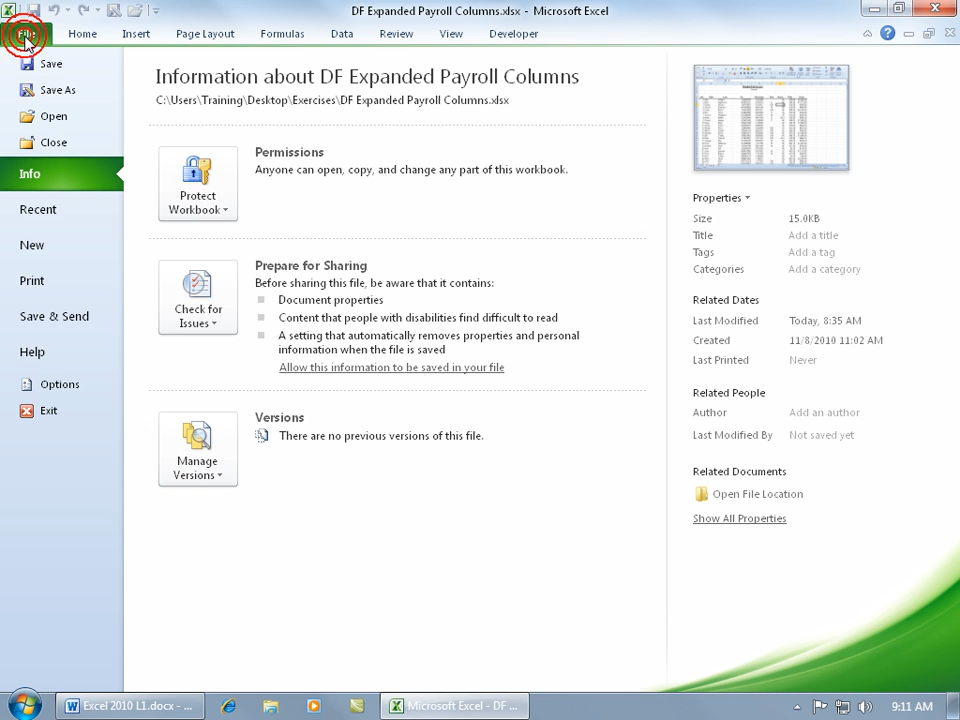 DF Expanded Payroll Columns.xlsx - Microsoft Excel
File Home Insert Page Layout Formulas Data Review View Developer
Save
Save As
Open
Close
Info
Recent
New
Print
Save & Send
Help
Options
Exit
Information about DF Expanded Payroll Columns
C:\Users\Training\Desktop\Exercises\DF Expanded Payroll Columns.xlsx
Protect
Workbook
Permissions
Anyone can open, copy, and change any part of this workbook.
Check for
Issues
Prepare for Sharing
Before sharing this file, be aware that it contains:
Document properties
Content that people with disabilities find difficult to read
A setting that automatically removes properties and personal
information when the file is saved
Allow this information to be saved in your file
Manage
Versions
Versions
There are no previous versions of this file.
Properties
Size 15.0KB
Title Add a title
Tags Add a tag
Categories Add a category
Related Dates
Last Modified Today, 8:35 AM
Created 11/8/2010 11:02 AM
Last Printed Never
Related People
Author Add an author
Last Modified By Not saved yet
Related Documents
Open File Location
Show All Properties
Excel 2010 L1.docx - ... Microsoft Excel - DF ... 9:11 AM